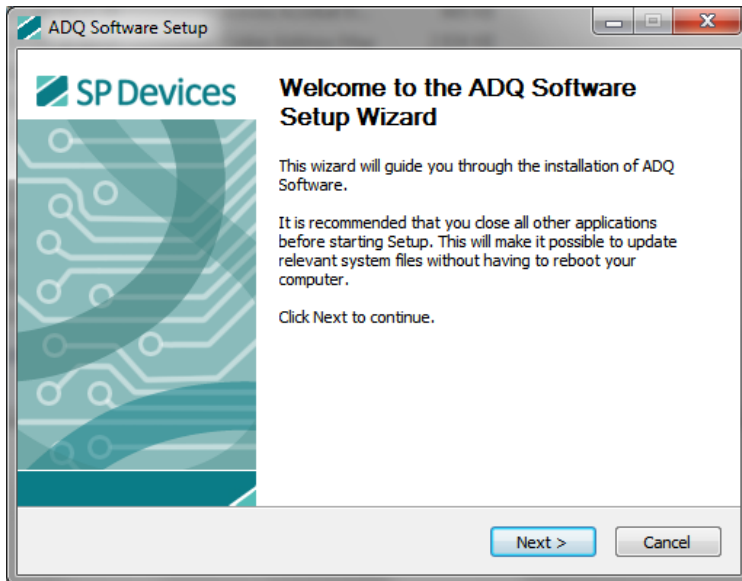 ADQ Software Setup
SP Devices
Welcome to the ADQ Software
Setup Wizard
This wizard will guide you through the installation of ADQ
Software.
It is recommended that you close all other applications
before starting Setup. This will make it possible to update
relevant system files without having to reboot your
computer.
Click Next to continue.
Next >
Cancel